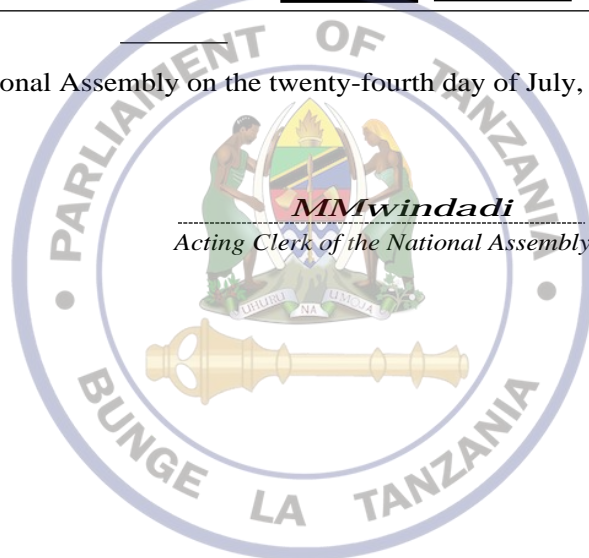 PARLIAMENT OF TANZANIA
onal Assembly on the twenty-fourth day of July,
MMwindadi
Acting Clerk of the National Assembly
UHURU NA UMOJA
BUNGE LA TANZANIA